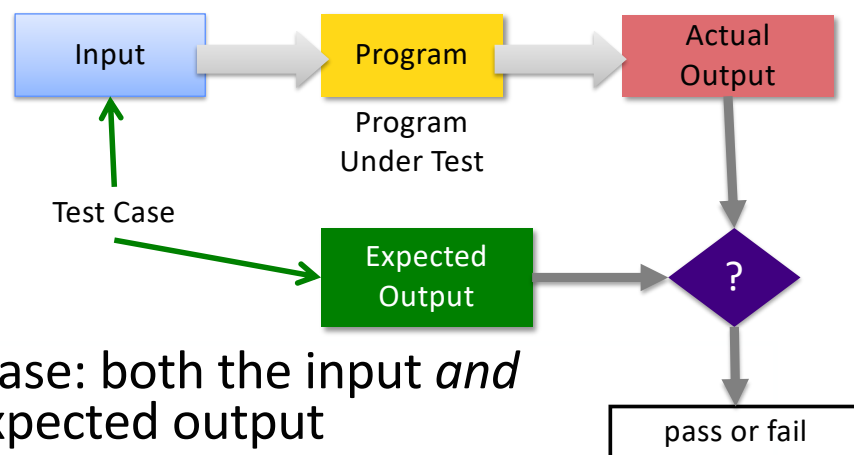 Input
Program
Actual
Output
Program
Under Test
Test Case
Expected
Output
?
ase: both the input and
xpected output
pass or fail